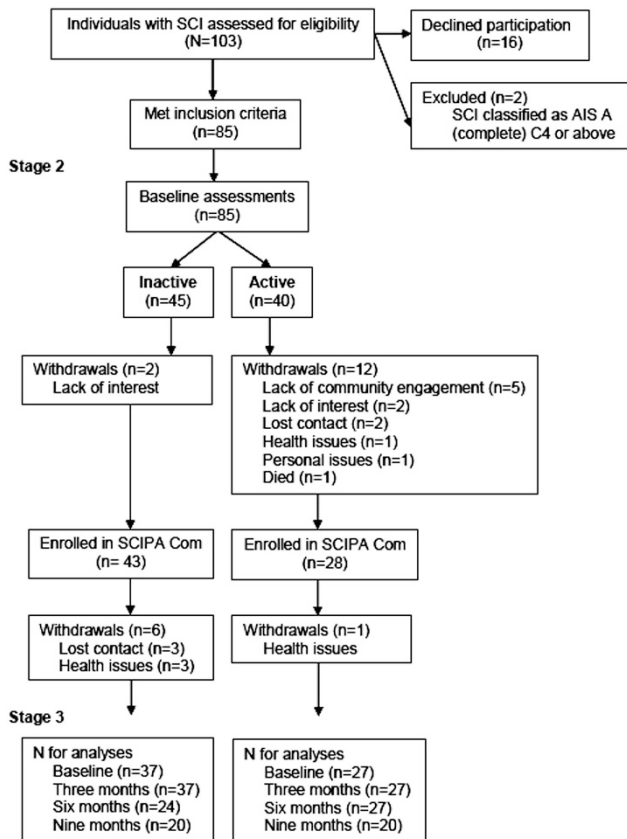 Individuals with SCI assessed for eligibility
(N=103)
Declined participation
(n=16)
Excluded (n=2)
SCI classified as AIS A
(complete) C4 or above
Met inclusion criteria
(n=85)
Stage 2
Baseline assessments
(n=85)
Inactive
(n=45)
Active
(n=40)
Withdrawals (n=2)
Lack of interest
Withdrawals (n=12)
Lack of community engagement (n=5)
Lack of interest (n=2)
Lost contact (n=2)
Health issues (n=1)
Personal issues (n=1)
Died (n=1)
Enrolled in SCIPA Com
(n= 43)
Enrolled in SCIPA Com
(n=28)
Withdrawals (n=6)
Lost contact (n=3)
Health issues (n=3)
Withdrawals (n=1)
Health issues
Stage 3
N for analyses
Baseline (n=37)
Three months (n=37)
Six months (n=24)
Nine months (n=20)
N for analyses
Baseline (n=27)
Three months (n=27)
Six months (n=27)
Nine months (n=20)